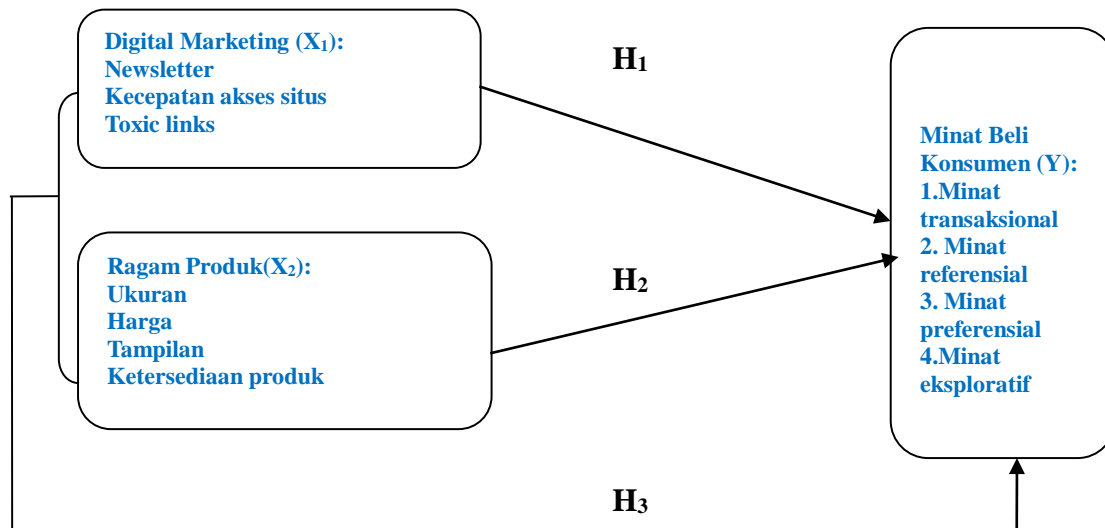 Digital Marketing (X₁):
Newsletter
Kecepatan akses situs
Toxic links
H₁
Ragam Produk(X₂):
Ukuran
Harga
Tampilan
Ketersediaan produk
H₂
Minat Beli
Konsumen (Y):
1.Minat
transaksional
2. Minat
referensial
3. Minat
preferensial
4.Minat
eksploratif
H₃